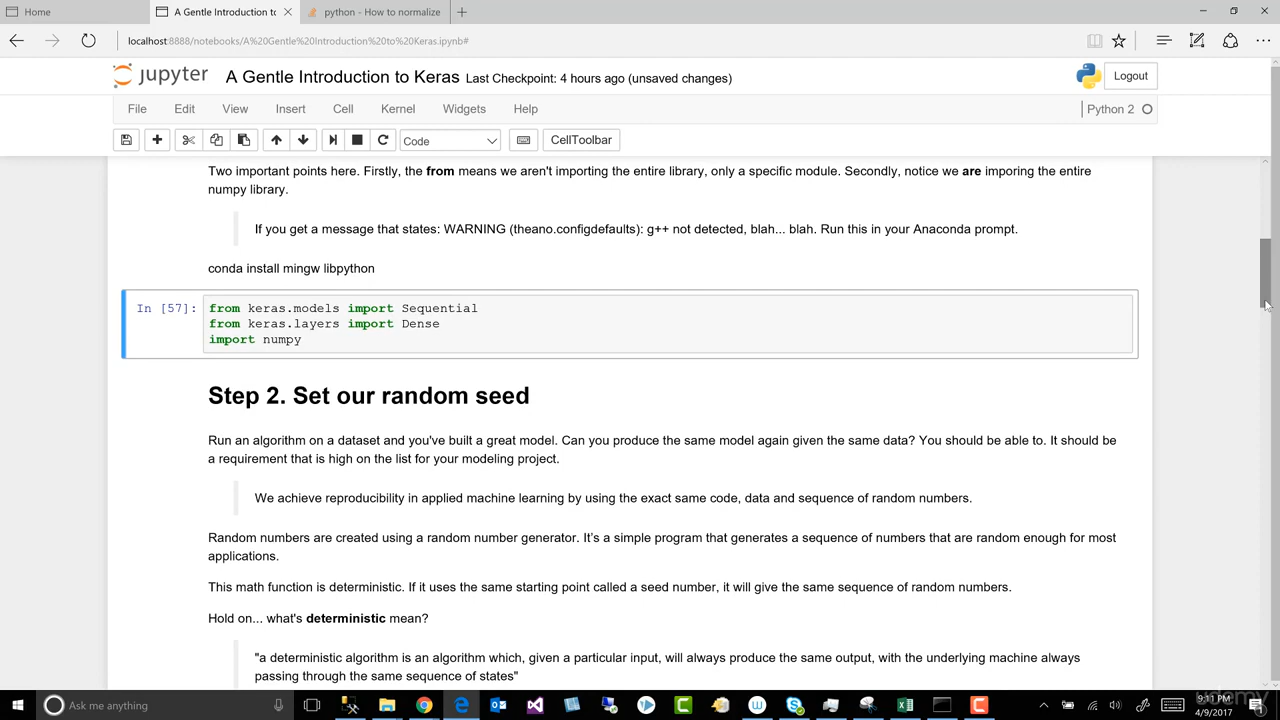 Home
A Gentle Introduction to
python - How to normalize
localhost:8888/notebooks/A%20Gentle%20Introduction%20to%20Keras.ipynb#
jupyter A Gentle Introduction to Keras Last Checkpoint: 4 hours ago (unsaved changes)
Logout
File Edit View Insert Cell Kernel Widgets Help
Python 2
Code
CellToolbar
Two important points here. Firstly, the from means we aren't importing the entire library, only a specific module. Secondly, notice we are imporing the entire
numpy library.
If you get a message that states: WARNING (theano.configdefaults): g++ not detected, blah... blah. Run this in your Anaconda prompt.
conda install mingw libpython
In [57]: from keras.models import Sequential
from keras.layers import Dense
import numpy
Step 2. Set our random seed
Run an algorithm on a dataset and you've built a great model. Can you produce the same model again given the same data? You should be able to. It should be
a requirement that is high on the list for your modeling project.
We achieve reproducibility in applied machine learning by using the exact same code, data and sequence of random numbers.
Random numbers are created using a random number generator. It's a simple program that generates a sequence of numbers that are random enough for most
applications.
This math function is deterministic. If it uses the same starting point called a seed number, it will give the same sequence of random numbers.
Hold on... what's deterministic mean?
"a deterministic algorithm is an algorithm which, given a particular input, will always produce the same output, with the underlying machine always
passing through the same sequence of states"
Ask me anything
9:11 PM
4/9/2017
udemy